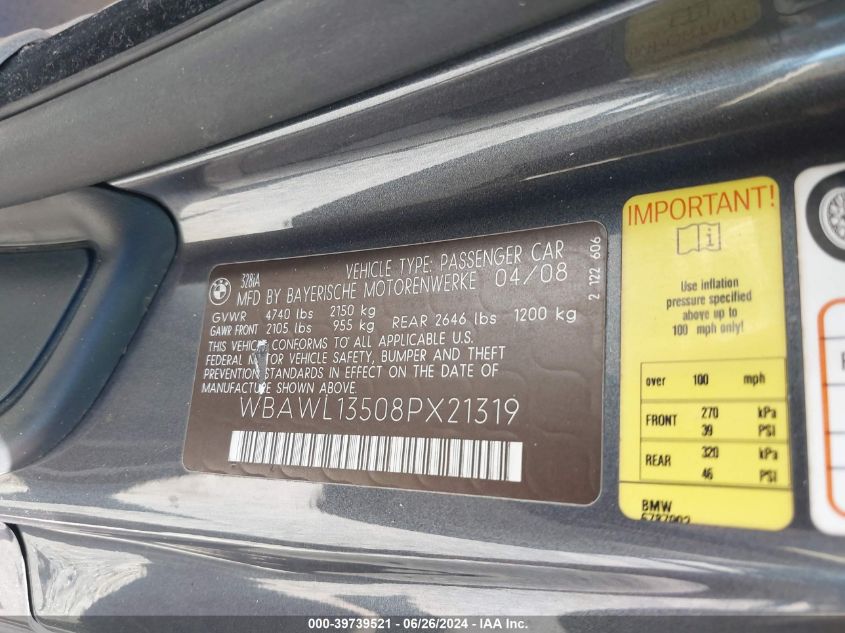 BMW
328iA
VEHICLE TYPE: PASSENGER CAR
MFD BY BAYERISCHE MOTORENWERKE 04/08
GVWR 4740 lbs 2150 kg
GAWR FRONT 2105 lbs 955 kg REAR 2646 lbs 1200 kg
THIS VEHICLE CONFORMS TO ALL APPLICABLE U.S.
FEDERAL MOTOR VEHICLE SAFETY, BUMPER AND THEFT
PREVENTION STANDARDS IN EFFECT ON THE DATE OF
MANUFACTURE SHOWN ABOVE.
WBAWL13508PX21319
2 122 606
IMPORTANT!
Use inflation
pressure specified
above up to
100 mph only!
over 100 mph
FRONT 270 kPa
39 PSI
REAR 320 kPa
46 PSI
BMW
000-39739521 / 06/26/2024 / IAA, Inc.